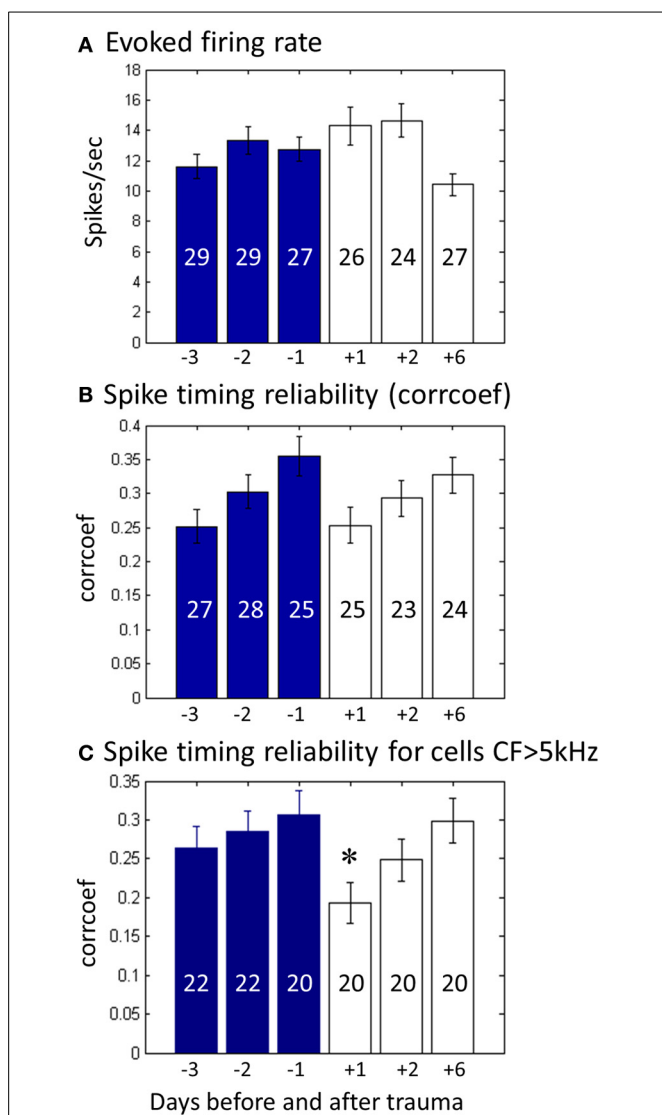 A Evoked firing rate
18
16
14
12
10
8
6
4
2
0
Spikes/sec
29 29 27 26 24 27
-3 -2 -1 +1 +2 +6
B Spike timing reliability (corrcoef)
0.4
0.35
0.3
0.25
0.2
0.15
0.1
0.05
0
corrcoef
27 28 25 25 23 24
-3 -2 -1 +1 +2 +6
C Spike timing reliability for cells CF>5kHz
0.35
0.3
0.25
0.2
0.15
0.1
0.05
0
corrcoef
*
22 22 20 20 20 20
-3 -2 -1 +1 +2 +6
Days before and after trauma